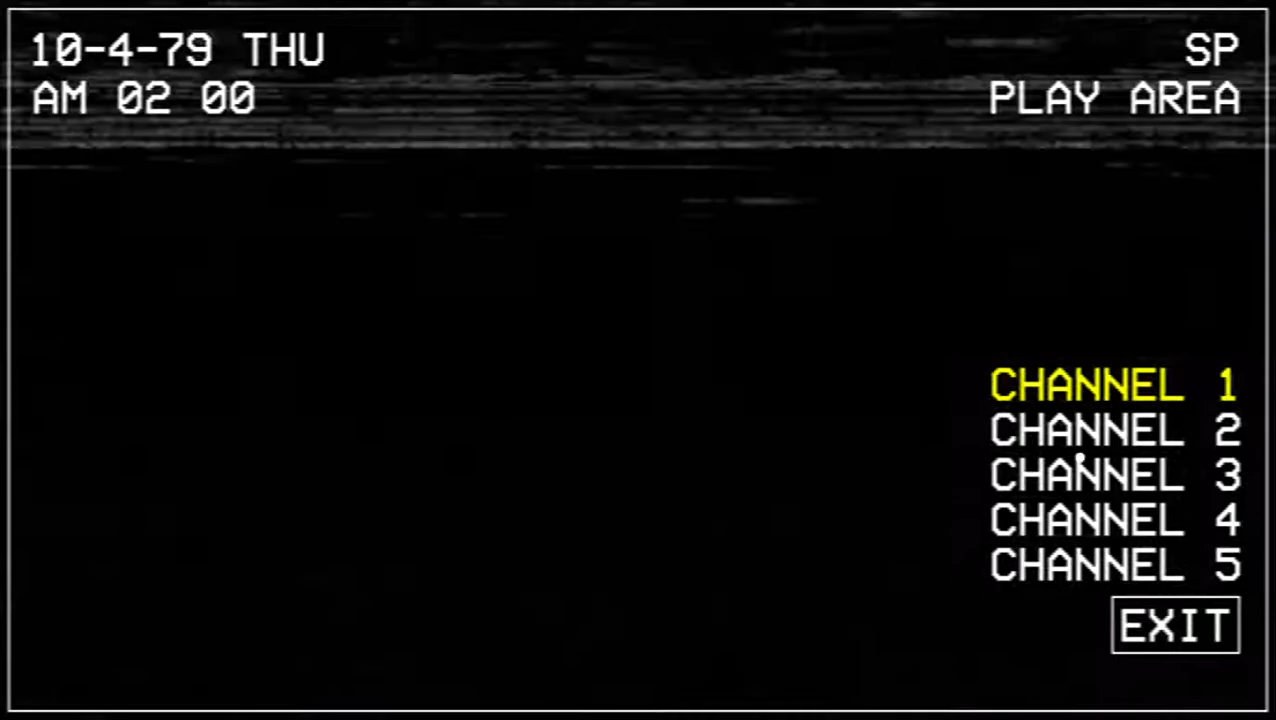 10-4-79 THU
AM 02 00
SP
PLAY AREA
CHANNEL 1
CHANNEL 2
CHANNEL 3
CHANNEL 4
CHANNEL 5
EXIT